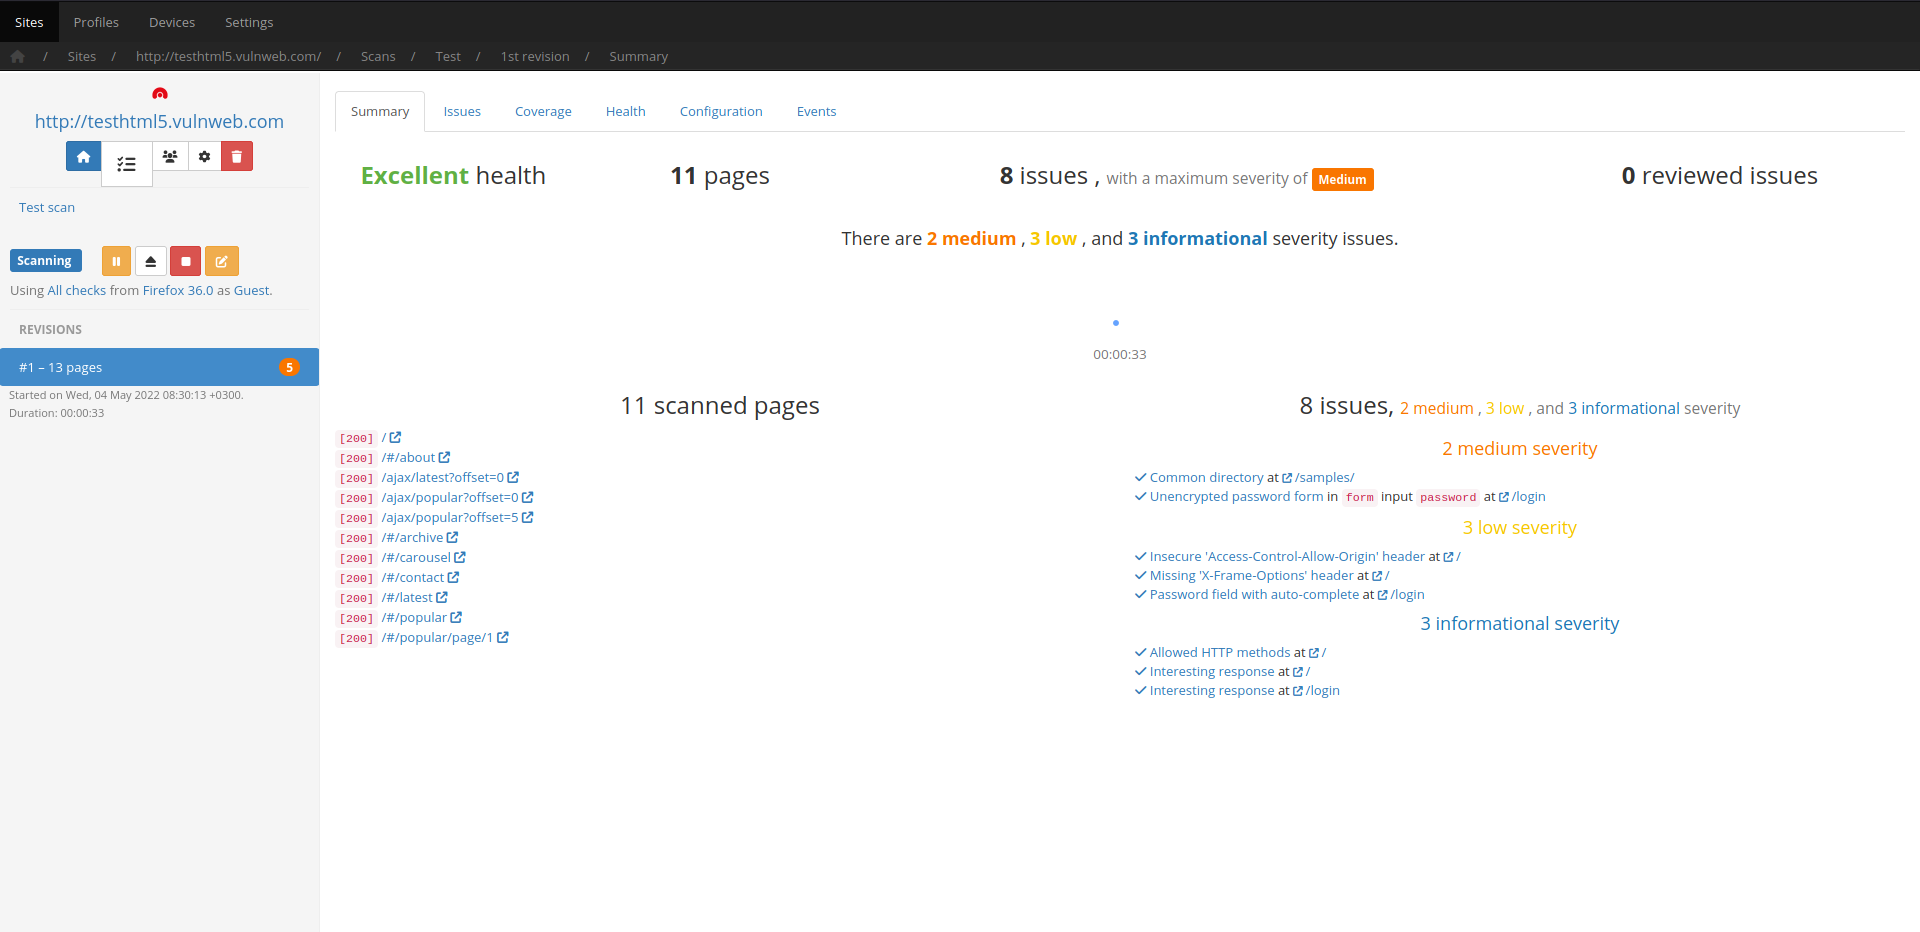 Sites Profiles Devices Settings
/ Sites / http://testhtml5.vulnweb.com/ / Scans / Test / 1st revision / Summary
http://testhtml5.vulnweb.com
Test scan
Scanning
Using All checks from Firefox 36.0 as Guest.
REVISIONS
#1 – 13 pages 5
Started on Wed, 04 May 2022 08:30:13 +0300.
Duration: 00:00:33
Summary Issues Coverage Health Configuration Events
Excellent health 11 pages 8 issues , with a maximum severity of Medium 0 reviewed issues
There are 2 medium , 3 low , and 3 informational severity issues.
00:00:33
11 scanned pages
[200] /
[200] /#/about
[200] /ajax/latest?offset=0
[200] /ajax/popular?offset=0
[200] /ajax/popular?offset=5
[200] /#/archive
[200] /#/carousel
[200] /#/contact
[200] /#/latest
[200] /#/popular
[200] /#/popular/page/1
8 issues, 2 medium , 3 low , and 3 informational severity
2 medium severity
Common directory at /samples/
Unencrypted password form in form input password at /login
3 low severity
Insecure 'Access-Control-Allow-Origin' header at /
Missing 'X-Frame-Options' header at /
Password field with auto-complete at /login
3 informational severity
Allowed HTTP methods at /
Interesting response at /
Interesting response at /login